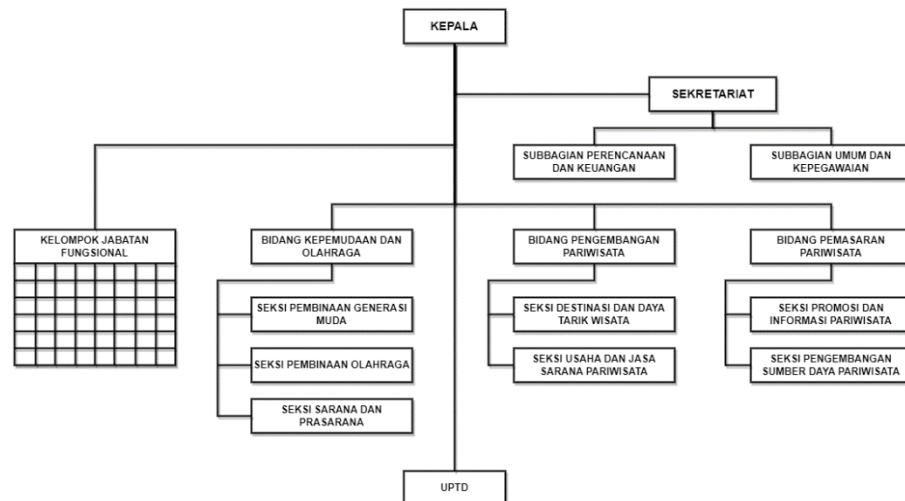 KEPALA
SEKRETARIAT
SUBBAGIAN PERENCANAAN
DAN KEUANGAN
SUBBAGIAN UMUM DAN
KEPEGAWAIAN
KELOMPOK JABATAN
FUNGSIONAL
BIDANG KEPEMUDAAN DAN
OLAHRAGA
BIDANG PENGEMBANGAN
PARIWISATA
BIDANG PEMASARAN
PARIWISATA
SEKSI PEMBINAAN GENERASI
MUDA
SEKSI DESTINASI DAN DAYA
TARIK WISATA
SEKSI PROMOSI DAN
INFORMASI PARIWISATA
SEKSI PEMBINAAN OLAHRAGA
SEKSI USAHA DAN JASA
SARANA PARIWISATA
SEKSI PENGEMBANGAN
SUMBER DAYA PARIWISATA
SEKSI SARANA DAN
PRASARANA
UPTD